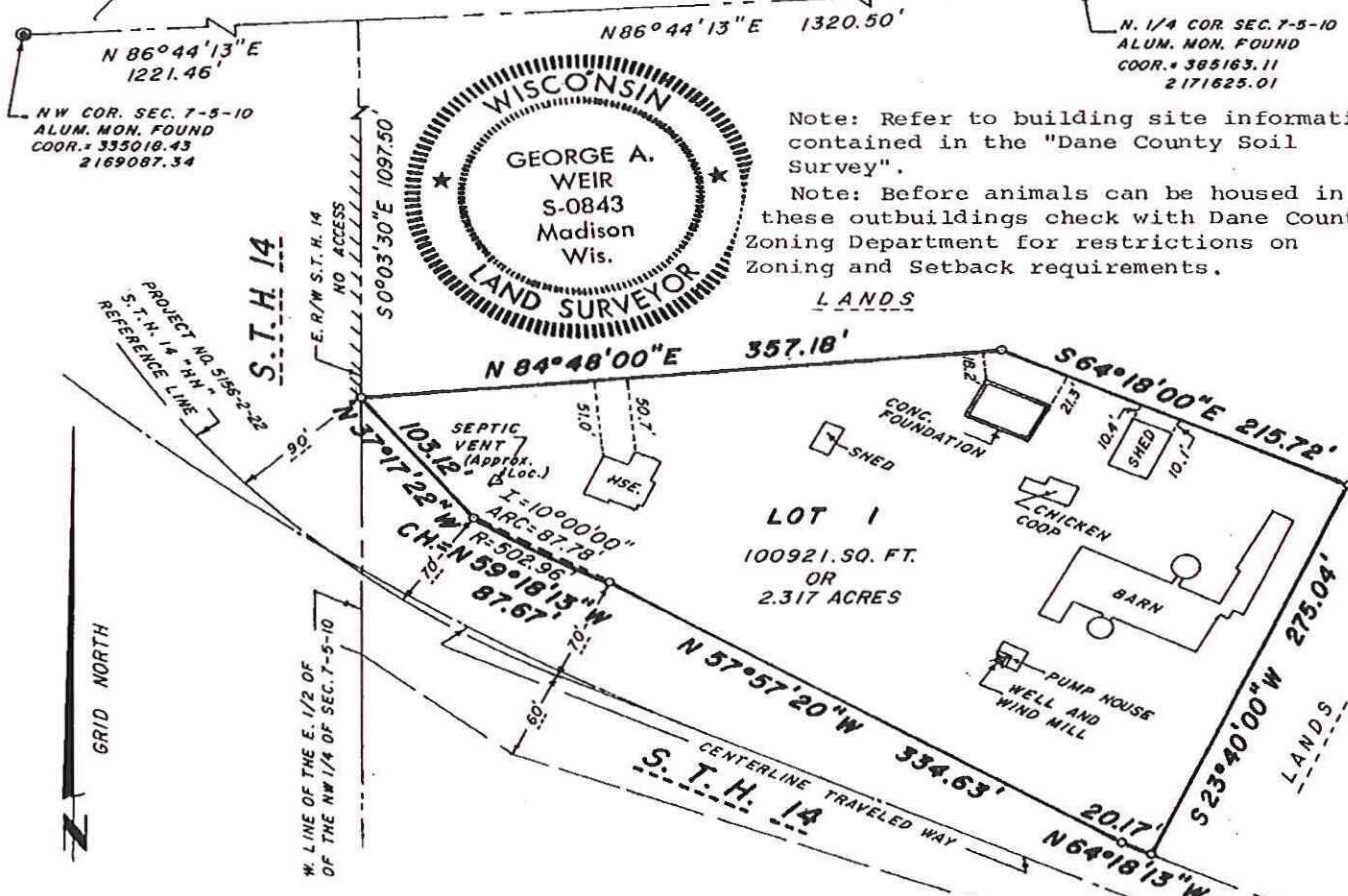 N 86°44'13"E
1221.46'
N 86°44'13"E 1320.50'
N. 1/4 COR. SEC. 7-5-10
ALUM. MON. FOUND
COOR.= 385163.11
2171625.01
NW COR. SEC. 7-5-10
ALUM. MON. FOUND
COOR.= 335018.43
2169087.34
Note: Refer to building site informati
contained in the "Dane County Soil
Survey".
Note: Before animals can be housed in
these outbuildings check with Dane Coun
Zoning Department for restrictions on
Zoning and Setback requirements.
WISCONSIN
GEORGE A.
WEIR
S-0843
Madison
Wis.
LAND SURVEYOR
S.T.H. 14
E. R/W S.T.H. 14
NO ACCESS
S 0°03'30"E 1097.50'
LANDS
PROJECT NO. 5156-2-22
S.T.H. 14 "HH"
REFERENCE LINE
N 84°48'00"E 357.18'
S 64°18'00"E 215.72'
90'
N 37°17'22"W
103.12'
SEPTIC
VENT
(Approx.
Loc.)
51.0'
50.7'
HSE.
SHED
CONC.
FOUNDATION
18.2'
21.3'
10.4'
SHED
10.1'
CHICKEN
COOP
I=10°00'00"
ARC=87.78'
R=502.96'
CH=N 59°18'13"W
87.67'
70'
70'
60'
LOT 1
100921.SQ. FT.
OR
2.317 ACRES
BARN
PUMP HOUSE
WELL AND
WIND MILL
S 23°40'00"W 275.04'
LANDS
N 57°57'20"W 334.63'
20.17'
N 64°18'13"W
CENTERLINE TRAVELED WAY
S. T. H. 14
W. LINE OF THE E. 1/2 OF
OF THE NW 1/4 OF SEC. 7-5-10
GRID NORTH
N